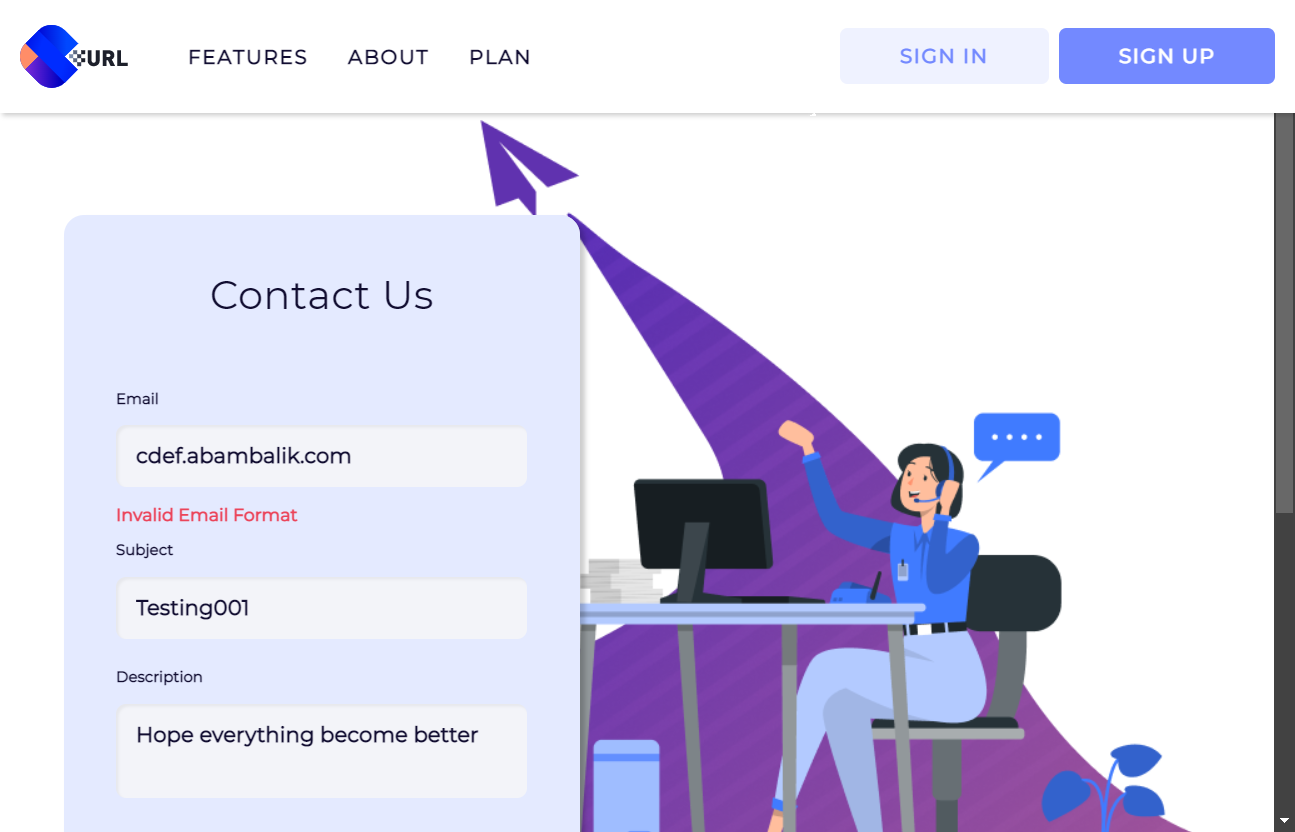 URL
FEATURES
ABOUT
PLAN
SIGN IN
SIGN UP
Contact Us
Email
cdef.abambalik.com
Invalid Email Format
Subject
Testing001
Description
Hope everything become better